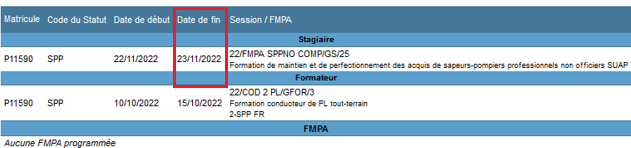 Matricule Code du Statut Date de début Date de fin Session / FMPA
Stagiaire
P11590 SPP 22/11/2022 23/11/2022 22/FMPA SPPNO COMP/GS/25
Formation de maintien et de perfectionnement des acquis de sapeurs-pompiers professionnels non officiers SUAP
Formateur
P11590 SPP 10/10/2022 15/10/2022 22/COD 2 PL/GFOR/3
Formation conducteur de PL tout-terrain
2-SPP FR
FMPA
Aucune FMPA programmée